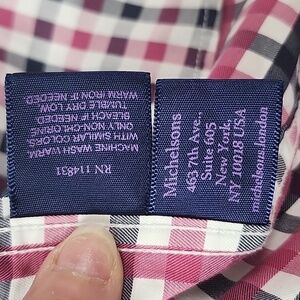 MACHINE WASH WARM.
WITH SIMILAR COLORS.
ONLY NON-CHLORINE
BLEACH IF NEEDED.
TUMBLE DRY LOW.
WARM IRON IF NEEDED.
RN 114831
Michelsons
463 7th Ave.,
Suite 605
New York,
NY 10018 USA
michelsons.london